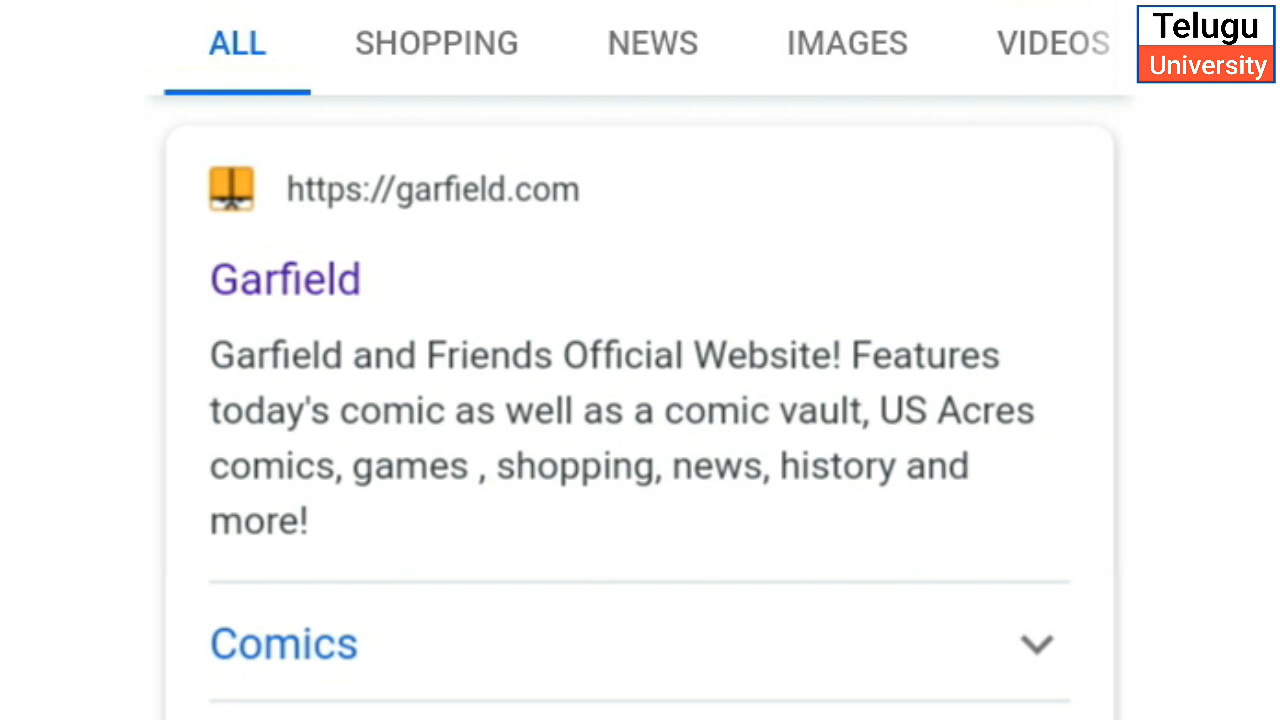 ALL SHOPPING NEWS IMAGES VIDEOS
Telugu
University
https://garfield.com
Garfield
Garfield and Friends Official Website! Features
today's comic as well as a comic vault, US Acres
comics, games , shopping, news, history and
more!
Comics